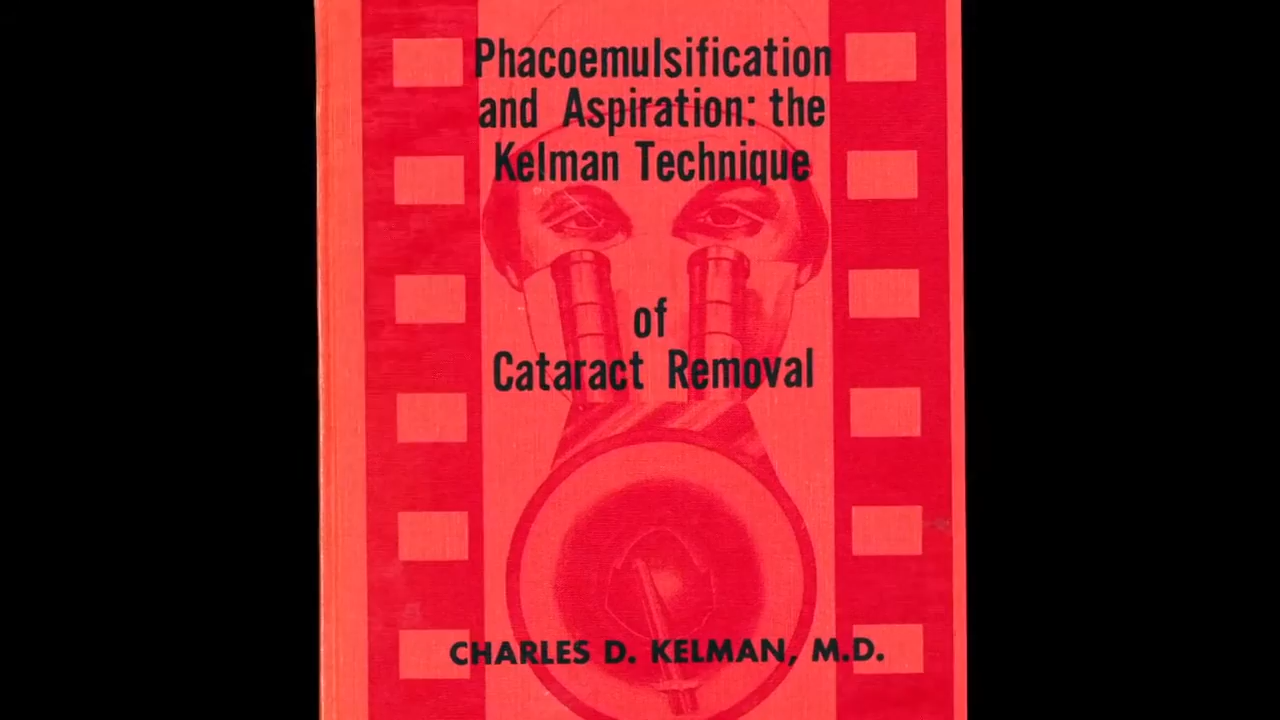 Phacoemulsification
and Aspiration: the
Kelman Technique
of
Cataract Removal
CHARLES D. KELMAN, M.D.